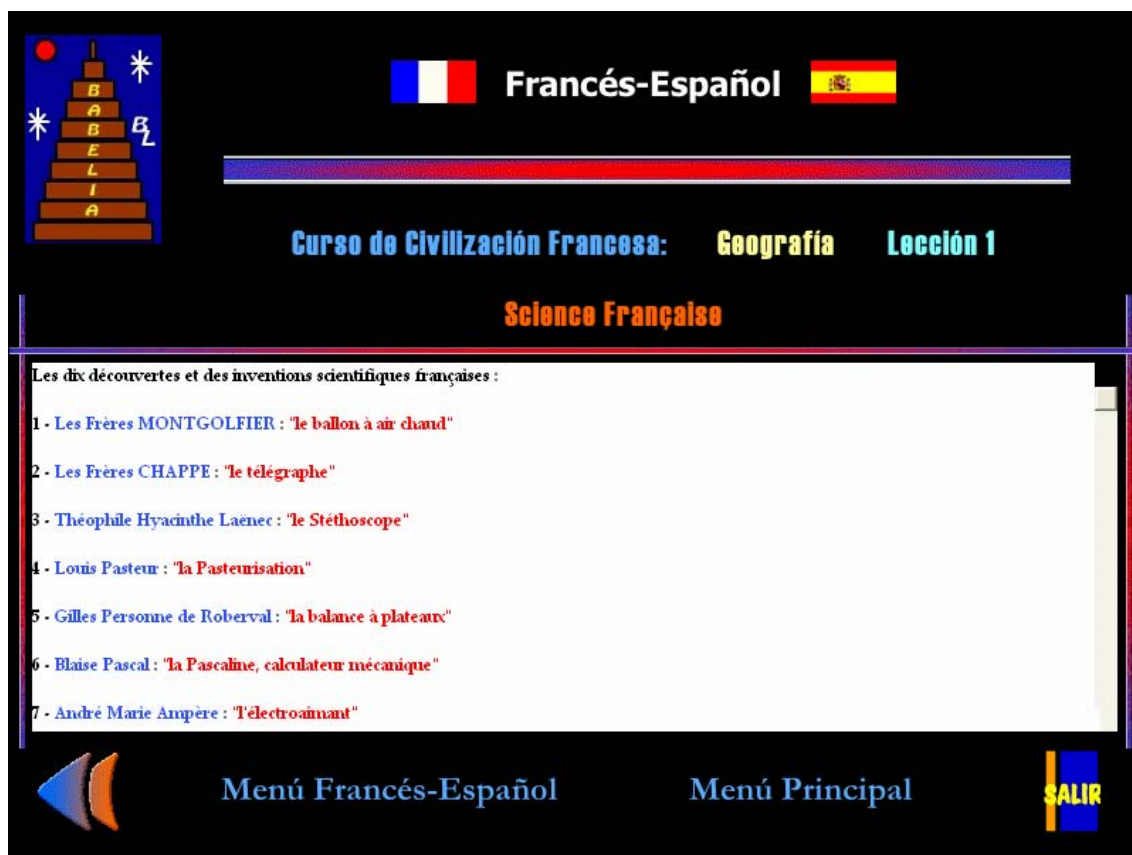 BABELIA
BL
Francés-Español
Curso de Civilización Francesa: Geografía Lección 1
Science Française
Les dix découvertes et des inventions scientifiques françaises :
1 - Les Frères MONTGOLFIER : "le ballon à air chaud"
2 - Les Frères CHAPPE : "le télégraphe"
3 - Théophile Hyacinthe Laënec : "le Stéthoscope"
4 - Louis Pasteur : "la Pasteurisation"
5 - Gilles Personne de Roberval : "la balance à plateaux"
6 - Blaise Pascal : "la Pascaline, calculateur mécanique"
7 - André Marie Ampère : "l'électroaimant"
Menú Francés-Español Menú Principal SALIR